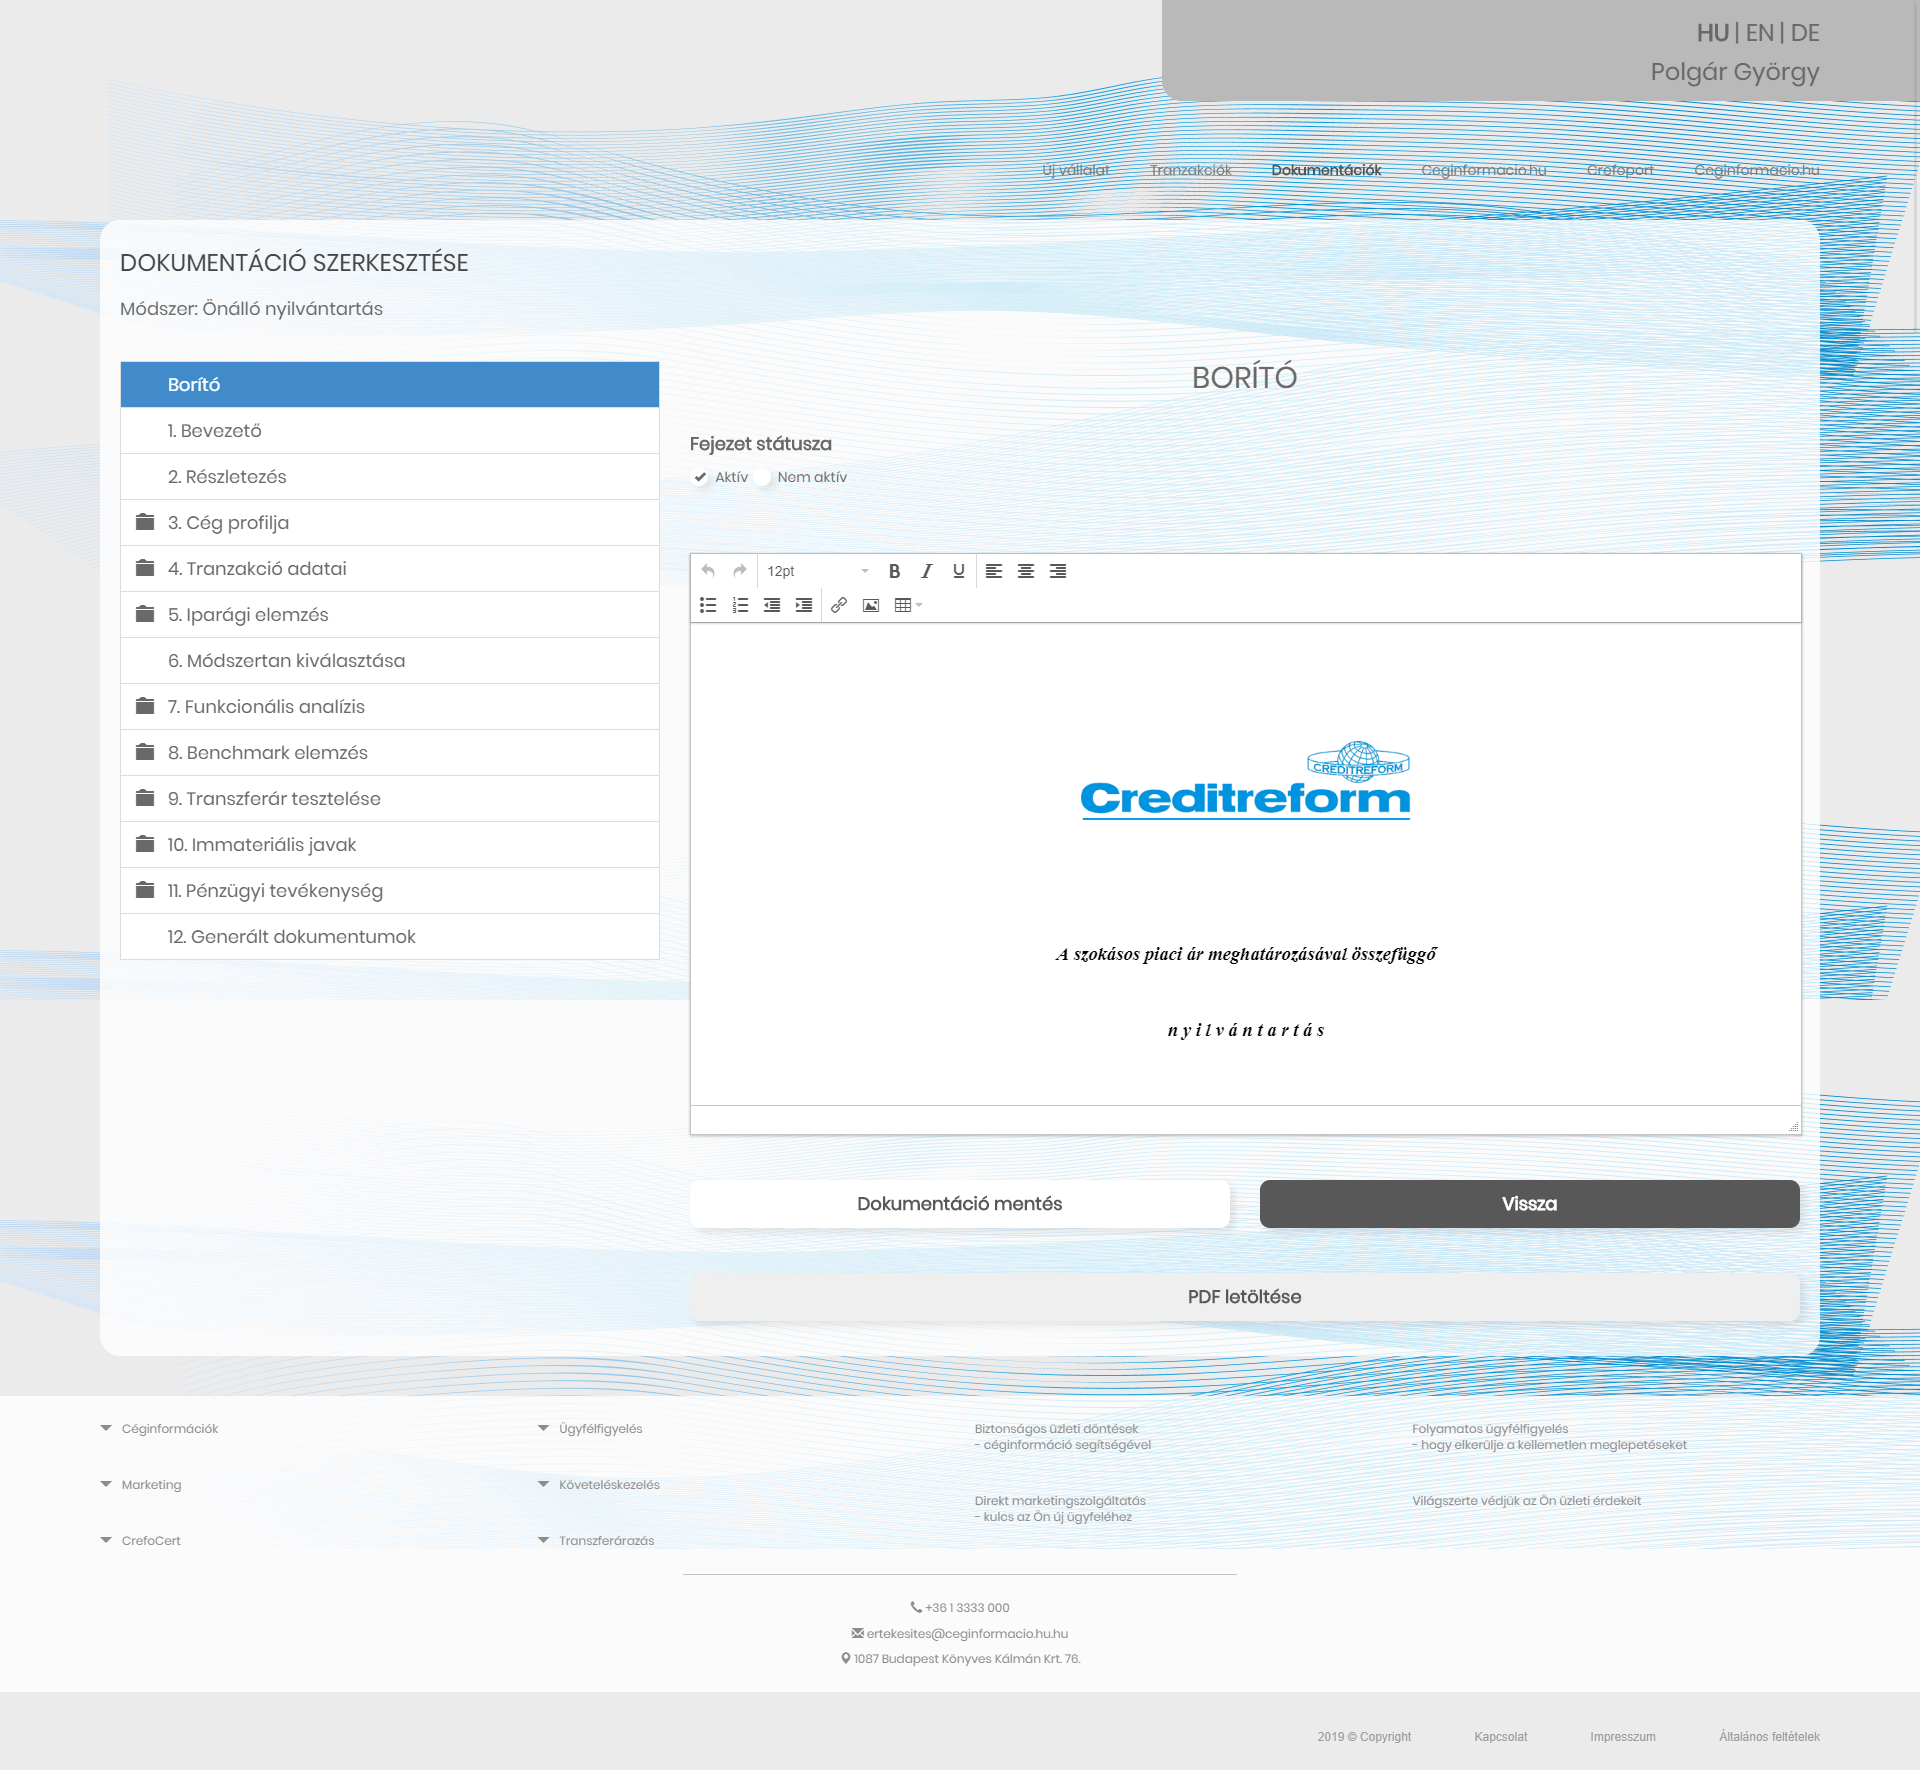 HU | EN | DE
Polgár György
Új vállalat Tranzakciók Dokumentációk Ceginformacio.hu Crefoport Ceginformacio.hu
DOKUMENTÁCIÓ SZERKESZTÉSE
Módszer: Önálló nyilvántartás
Borító
1. Bevezető
2. Részletezés
3. Cég profilja
4. Tranzakció adatai
5. Iparági elemzés
6. Módszertan kiválasztása
7. Funkcionális analízis
8. Benchmark elemzés
9. Transzferár tesztelése
10. Immateriális javak
11. Pénzügyi tevékenység
12. Generált dokumentumok
BORÍTÓ
Fejezet státusza
Aktív Nem aktív
12pt B I U
CREDITREFORM
Creditreform
A szokásos piaci ár meghatározásával összefüggő
n y i l v á n t a r t á s
Dokumentáció mentés Vissza
PDF letöltése
Céginformációk
Marketing
CrefoCert
Ügyfélfigyelés
Követeléskezelés
Transzferárazás
Biztonságos üzleti döntések
- céginformáció segítségével
Direkt marketingszolgáltatás
- kulcs az Ön új ügyfeléhez
Folyamatos ügyfélfigyelés
- hogy elkerülje a kellemetlen meglepetéseket
Világszerte védjük az Ön üzleti érdekeit
+36 1 3333 000
ertekesites@ceginformacio.hu.hu
1087 Budapest Könyves Kálmán Krt. 76.
2019 © Copyright Kapcsolat Impresszum Általános feltételek